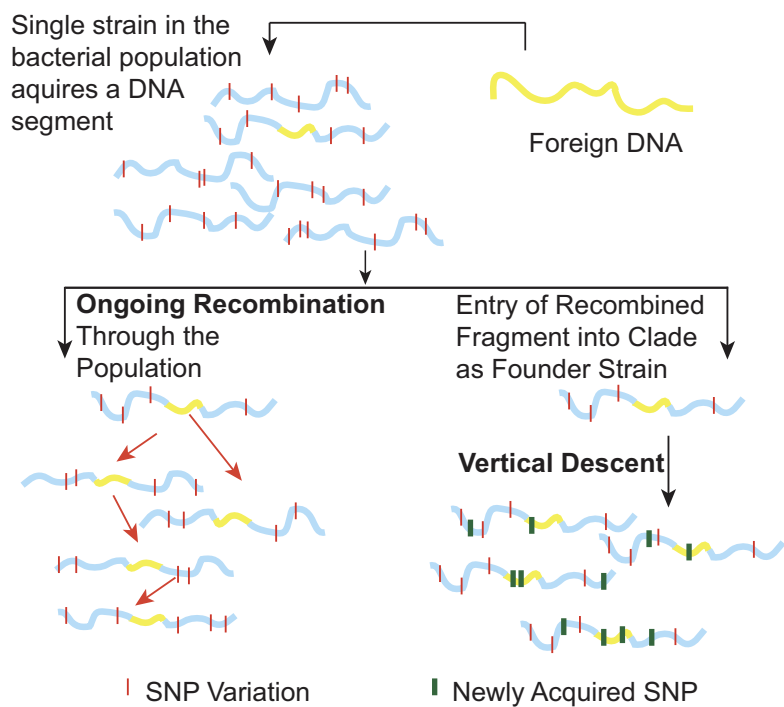 Single strain in the
bacterial population
aquires a DNA
segment
Foreign DNA
Ongoing Recombination
Through the
Population
Entry of Recombined
Fragment into Clade
as Founder Strain
Vertical Descent
SNP Variation
Newly Acquired SNP